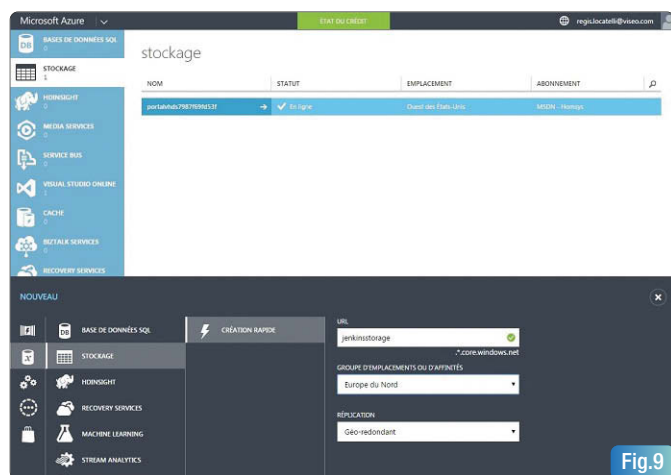 Microsoft Azure
ÉTAT DU CRÉDIT
regis.locatelli@viseo.com
DB
BASES DE DONNÉES SQL
0
STOCKAGE
1
HDINSIGHT
0
MEDIA SERVICES
0
SERVICE BUS
0
VISUAL STUDIO ONLINE
1
CACHE
0
BIZTALK SERVICES
0
RECOVERY SERVICES
stockage
NOM STATUT EMPLACEMENT ABONNEMENT
En ligne Ouest des États-Unis MSDN - Homsys
NOUVEAU
DB BASE DE DONNÉES SQL
STOCKAGE
HDINSIGHT
RECOVERY SERVICES
MACHINE LEARNING
STREAM ANALYTICS
CRÉATION RAPIDE
URL
jenkinsstorage
.*.core.windows.net
GROUPE D'EMPLACEMENTS OU D'AFFINITÉS
Europe du Nord
RÉPLICATION
Géo-redondant
Fig.9